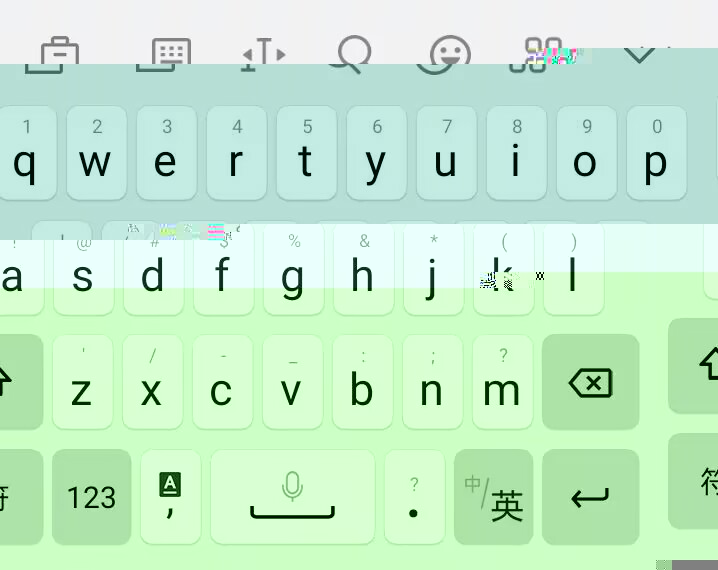 1 2 3 4 5 6 7 8 9 0
q w e r t y u i o p
@ # $ % & * ( )
a s d f g h j k l
' / - _ : ; ?
z x c v b n m
符 123 A , ? . 中/英 符